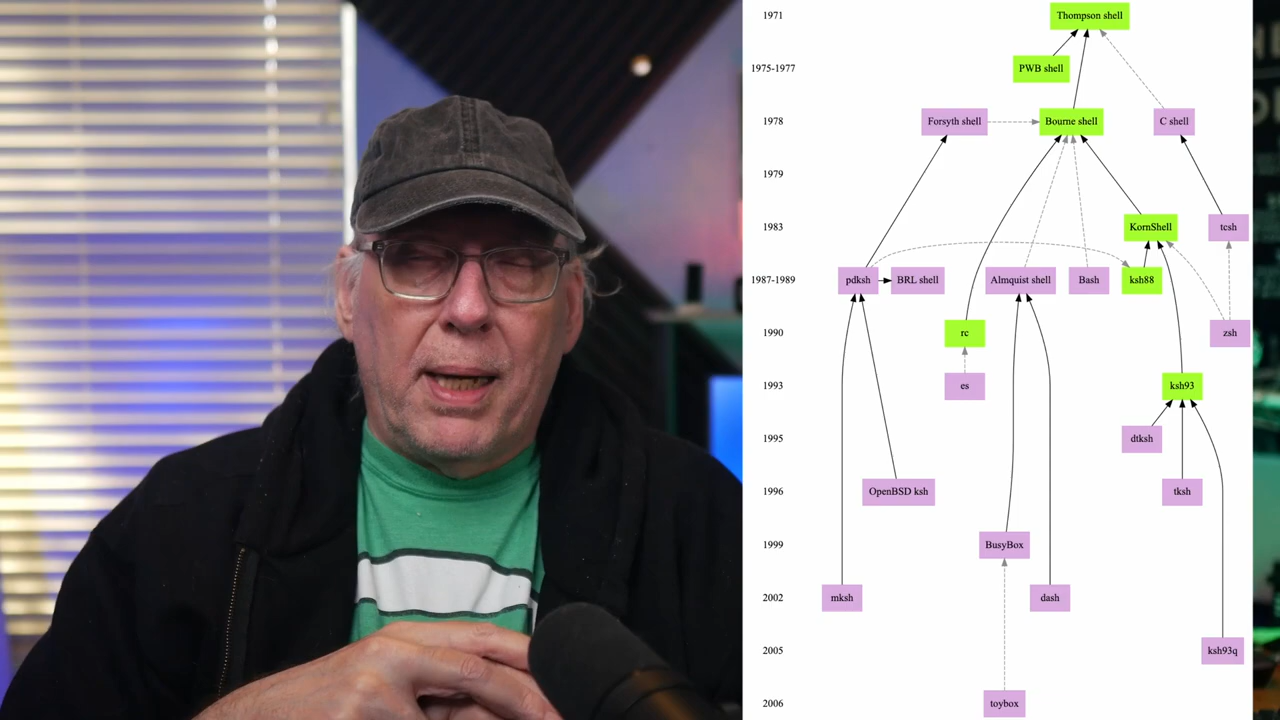 1971 Thompson shell
1975-1977 PWB shell
1978 Forsyth shell Bourne shell C shell
1979
1983 KornShell tcsh
1987-1989 pdksh BRL shell Almquist shell Bash ksh88
1990 rc zsh
1993 es ksh93
1995 dtksh
1996 OpenBSD ksh tksh
1999 BusyBox
2002 mksh dash
2005 ksh93q
2006 toybox